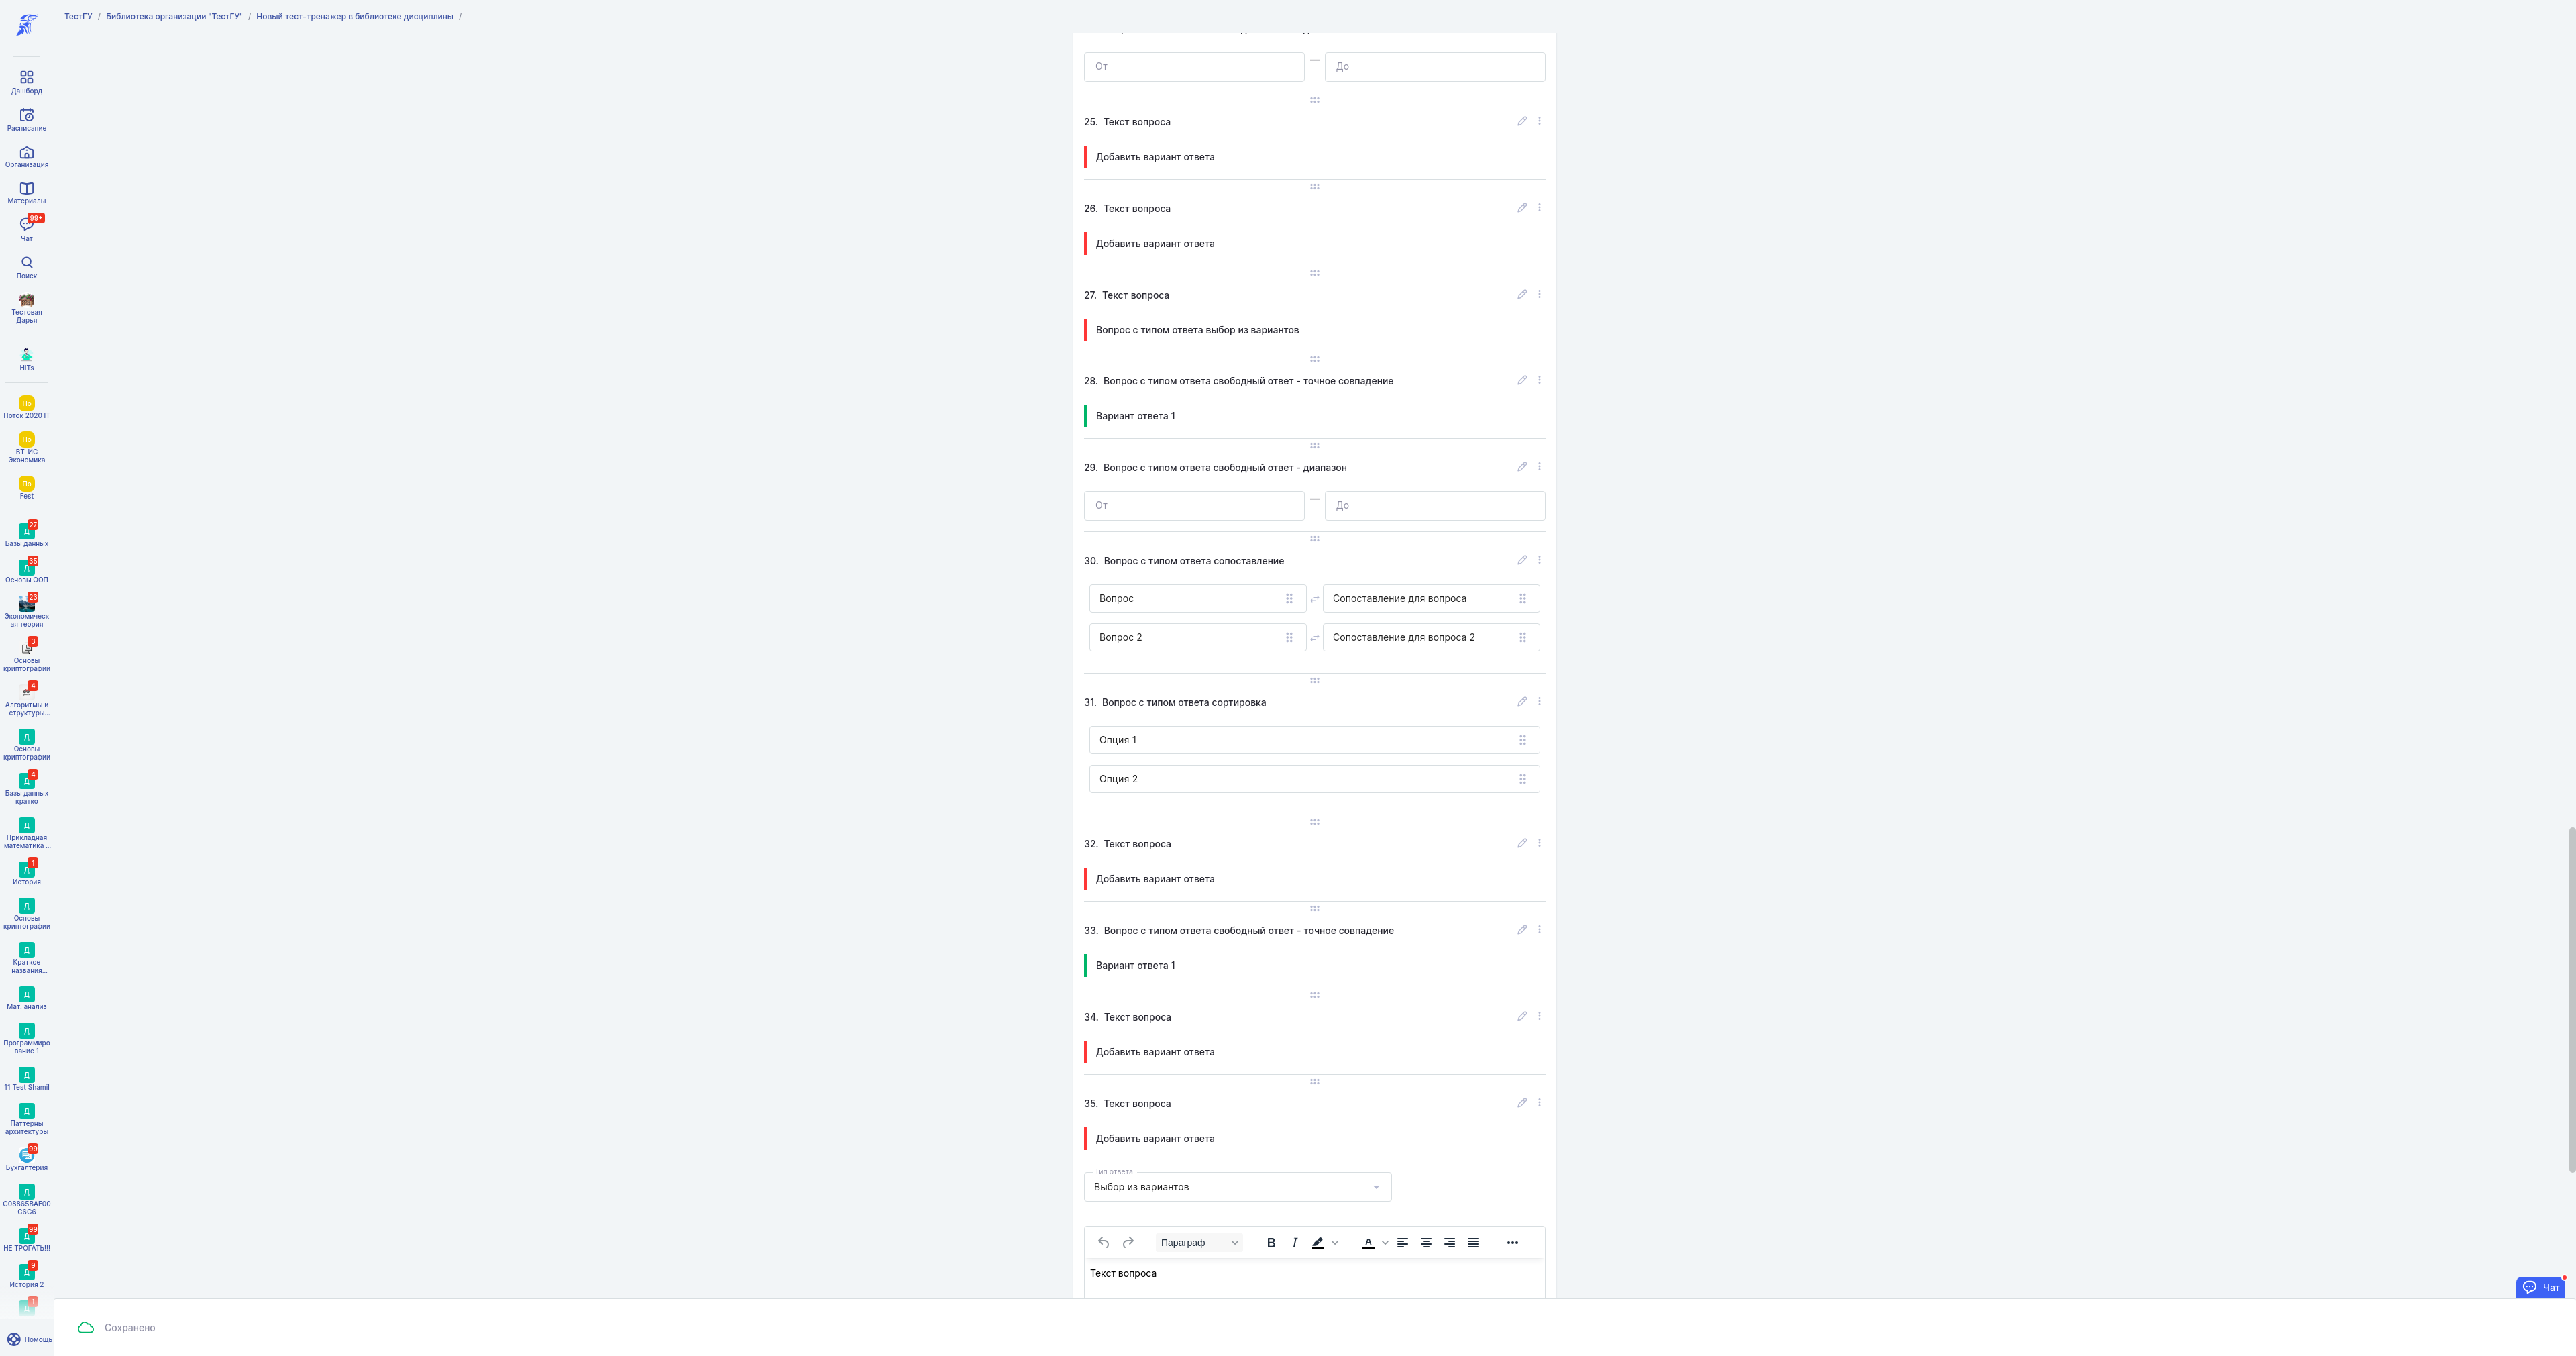 ТестГУ / Библиотека организации "ТестГУ" / Новый тест-тренажер в библиотеке дисциплины /
Дашборд
Расписание
Организация
Материалы
99+
Чат
Поиск
Тестовая
Дарья
HITs
По
Поток 2020 IT
По
ВТ-ИС
Экономика
По
Fest
27
Д
Базы данных
35
Д
Основы ООП
23
Экономическ
ая теория
3
Основы
криптографии
4
Алгоритмы и
структуры...
Д
Основы
криптографии
4
Д
Базы данных
кратко
Д
Прикладная
математика ...
1
Д
История
Д
Основы
криптографии
Д
Краткое
названия...
Д
Мат. анализ
Д
Программиро
вание 1
Д
11 Test Shamil
Д
Паттерны
архитектуры
99
Бухгалтерия
Д
G08865BAF00
C6G6
99
Д
НЕ ТРОГАТЬ!!!
9
Д
История 2
1
Д
Помощь
От — До
25. Текст вопроса
Добавить вариант ответа
26. Текст вопроса
Добавить вариант ответа
27. Текст вопроса
Вопрос с типом ответа выбор из вариантов
28. Вопрос с типом ответа свободный ответ - точное совпадение
Вариант ответа 1
29. Вопрос с типом ответа свободный ответ - диапазон
От — До
30. Вопрос с типом ответа сопоставление
Вопрос Сопоставление для вопроса
Вопрос 2 Сопоставление для вопроса 2
31. Вопрос с типом ответа сортировка
Опция 1
Опция 2
32. Текст вопроса
Добавить вариант ответа
33. Вопрос с типом ответа свободный ответ - точное совпадение
Вариант ответа 1
34. Текст вопроса
Добавить вариант ответа
35. Текст вопроса
Добавить вариант ответа
Тип ответа
Выбор из вариантов
Параграф B I A
Текст вопроса
Чат
Сохранено